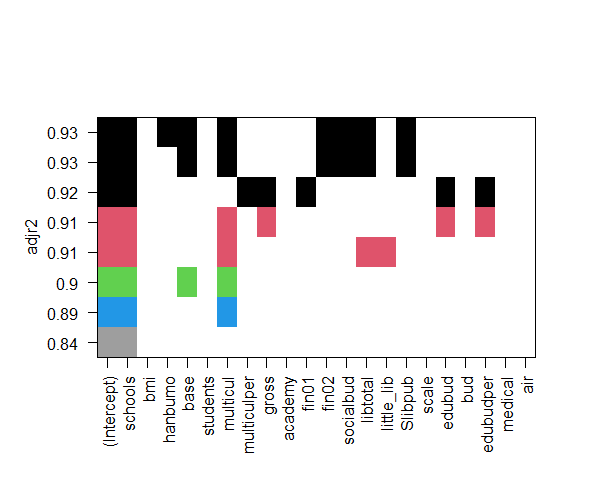 0.93
0.93
0.92
0.91
0.91
0.9
0.89
0.84
adjr2
(Intercept)
schools
bmi
hanbumo
base
students
multicul
multiculper
gross
academy
fin01
fin02
socialbud
libtotal
little_lib
Slibpub
scale
edubud
bud
edubudper
medical
air